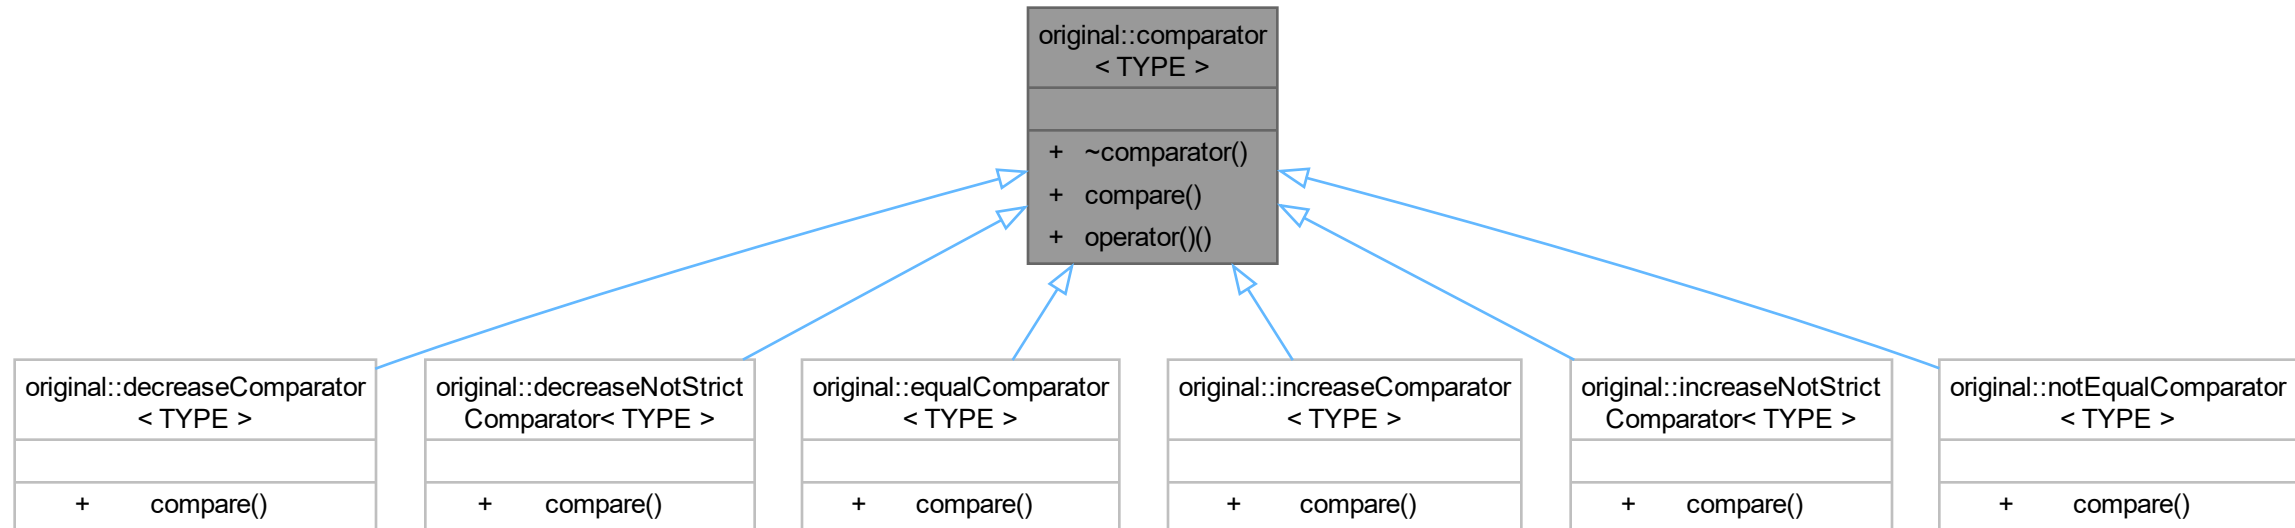 original::comparator
< TYPE >
+ ~comparator()
+ compare()
+ operator()()
original::decreaseComparator
< TYPE >
+ compare()
original::decreaseNotStrict
Comparator< TYPE >
+ compare()
original::equalComparator
< TYPE >
+ compare()
original::increaseComparator
< TYPE >
+ compare()
original::increaseNotStrict
Comparator< TYPE >
+ compare()
original::notEqualComparator
< TYPE >
+ compare()